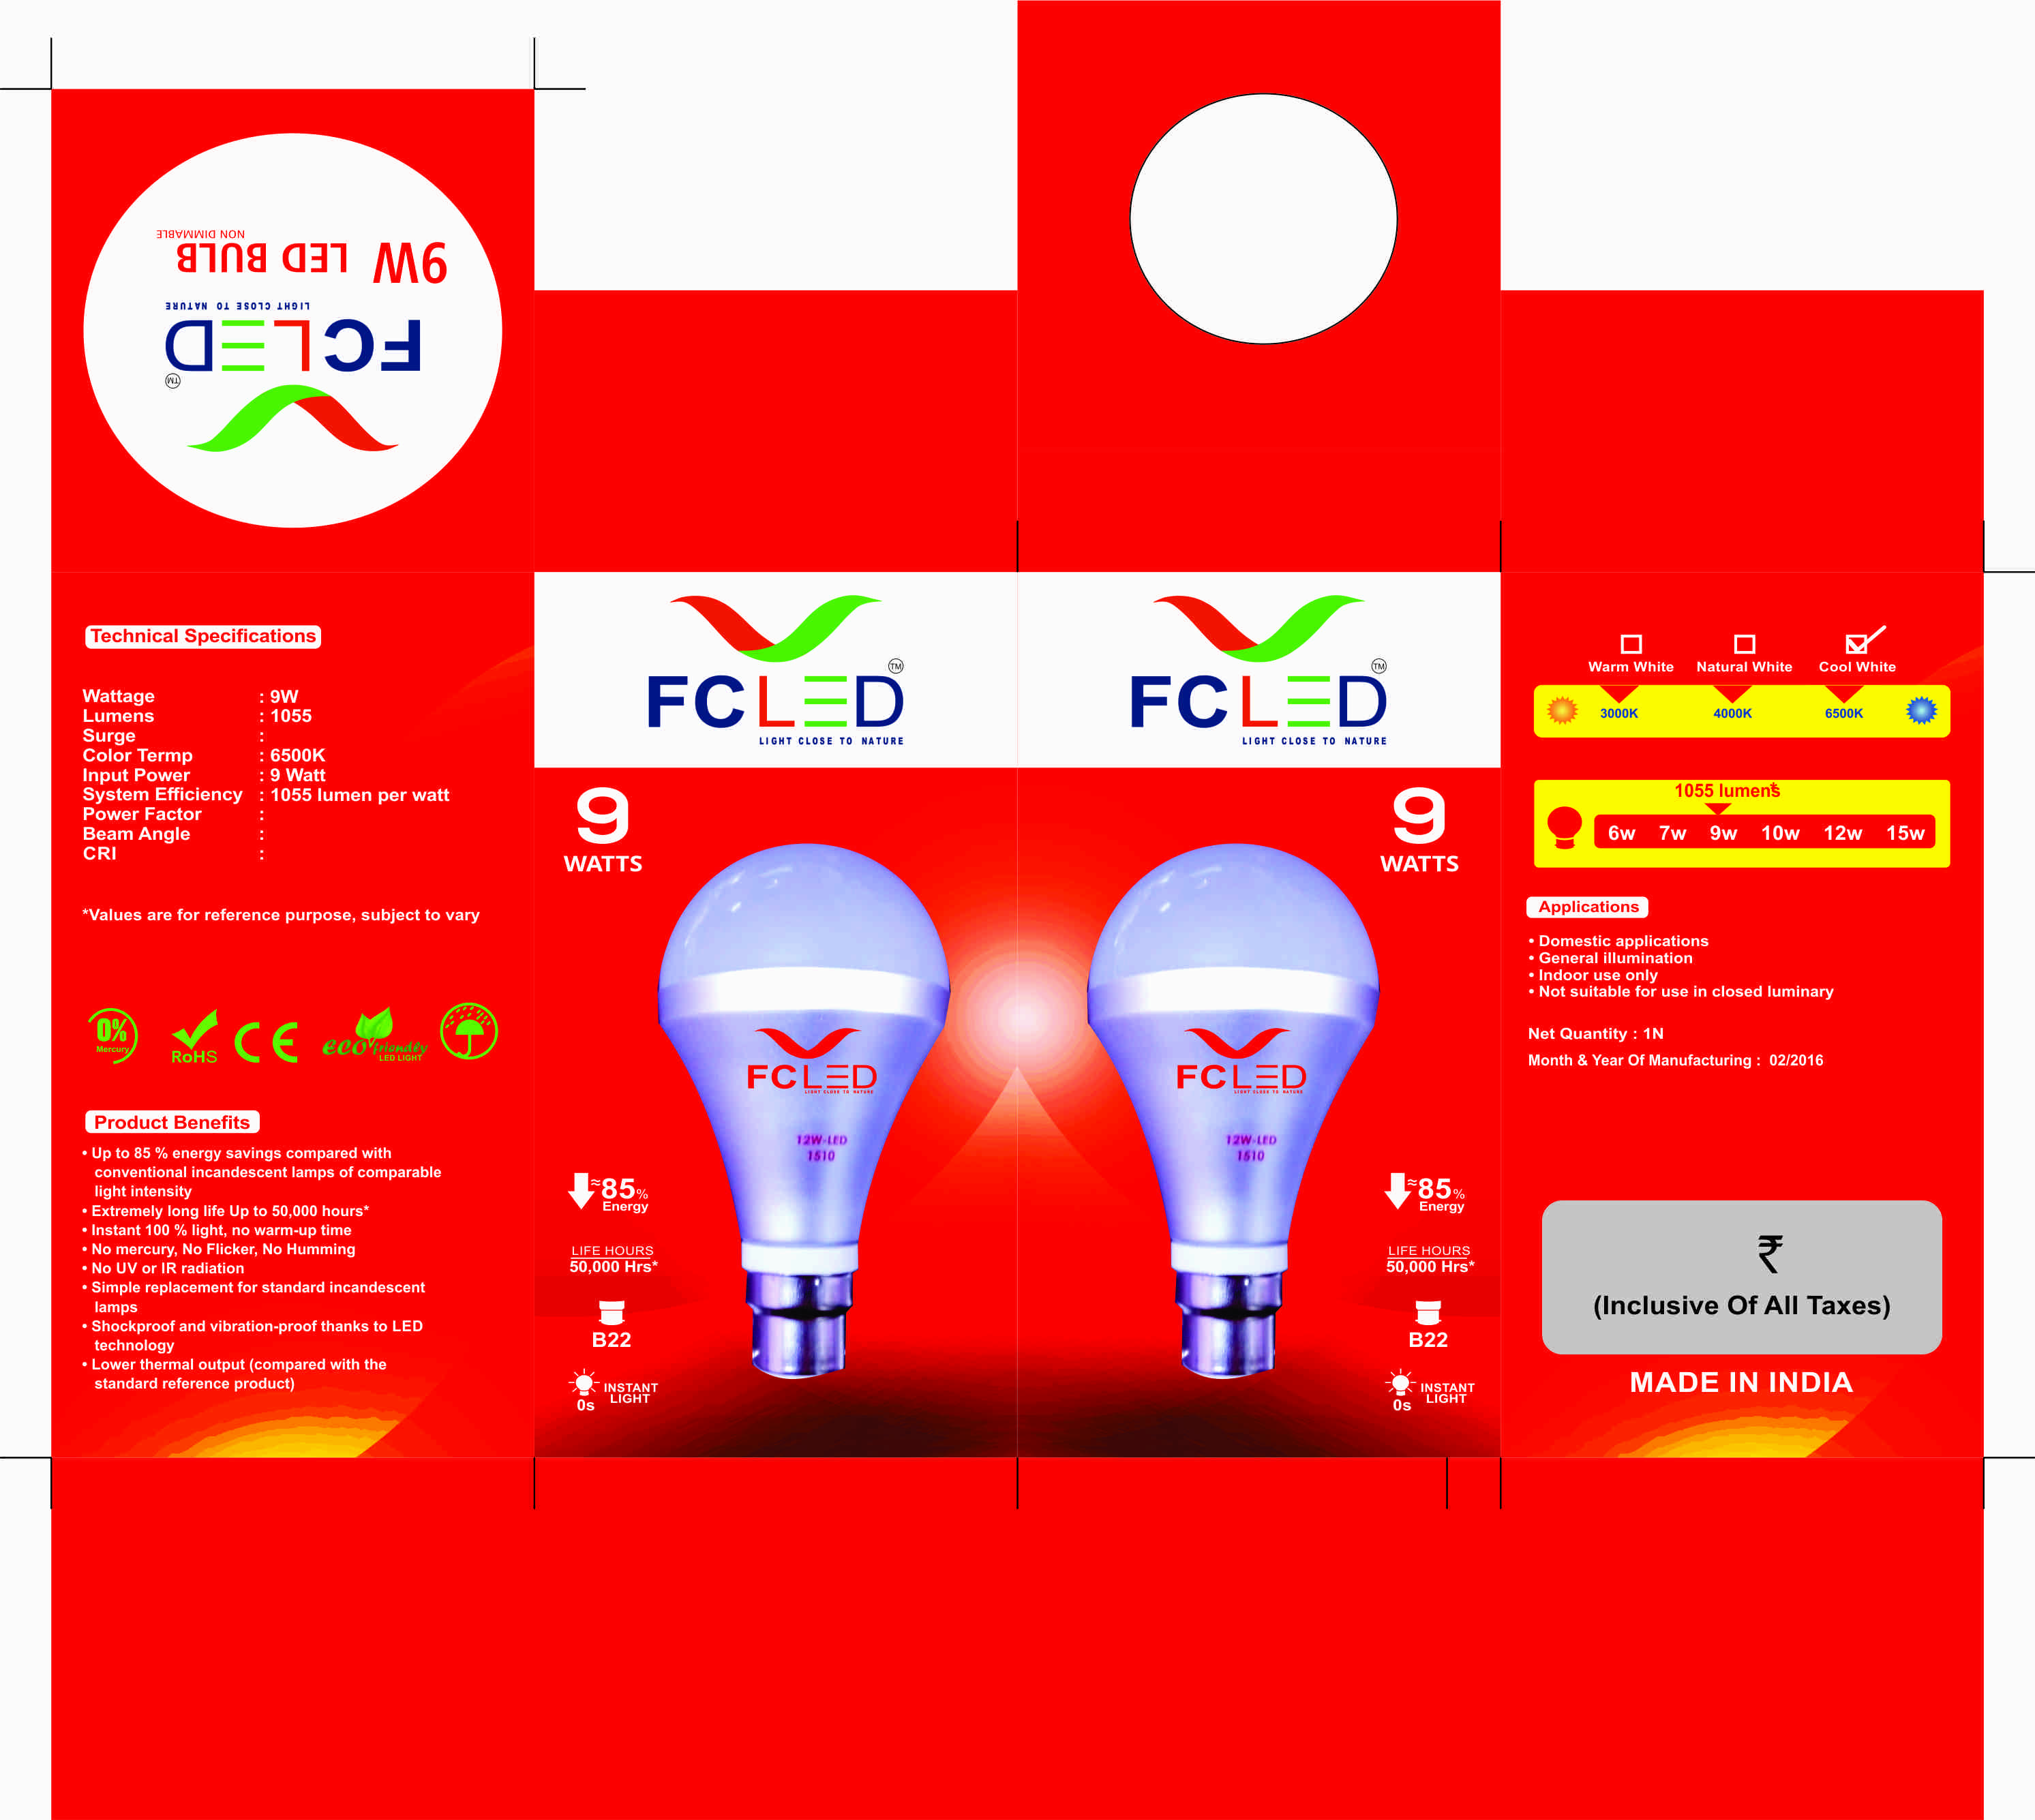 9W LED BULB
NON DIMMABLE
FCLED
TM
LIGHT CLOSE TO NATURE
Technical Specifications
Wattage : 9W
Lumens : 1055
Surge :
Color Termp : 6500K
Input Power : 9 Watt
System Efficiency : 1055 lumen per watt
Power Factor :
Beam Angle :
CRI :
*Values are for reference purpose, subject to vary
0%
Mercury
RoHS
CE
eco friendly
LED LIGHT
Product Benefits
• Up to 85 % energy savings compared with
conventional incandescent lamps of comparable
light intensity
• Extremely long life Up to 50,000 hours*
• Instant 100 % light, no warm-up time
• No mercury, No Flicker, No Humming
• No UV or IR radiation
• Simple replacement for standard incandescent
lamps
• Shockproof and vibration-proof thanks to LED
technology
• Lower thermal output (compared with the
standard reference product)
TM
FCLED
LIGHT CLOSE TO NATURE
9
WATTS
FCLED
LIGHT CLOSE TO NATURE
12W-LED
1510
≈85%
Energy
LIFE HOURS
50,000 Hrs*
B22
INSTANT
LIGHT
0s
TM
FCLED
LIGHT CLOSE TO NATURE
9
WATTS
FCLED
LIGHT CLOSE TO NATURE
12W-LED
1510
≈85%
Energy
LIFE HOURS
50,000 Hrs*
B22
INSTANT
LIGHT
0s
Warm White Natural White Cool White
3000K 4000K 6500K
1055 lumens*
6w 7w 9w 10w 12w 15w
Applications
• Domestic applications
• General illumination
• Indoor use only
• Not suitable for use in closed luminary
Net Quantity : 1N
Month & Year Of Manufacturing : 02/2016
₹
(Inclusive Of All Taxes)
MADE IN INDIA